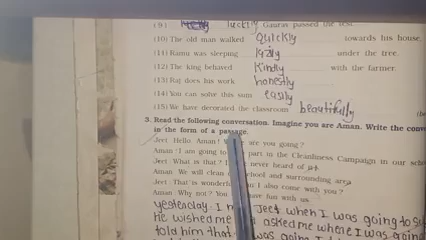 (9) luckily Gaurav passed the test.
(10) The old man walked Quickly towards his house.
(11) Ramu was sleeping lazily under the tree.
(12) The king behaved Kindly with the farmer.
(13) Raj does his work honestly
(14) You can solve this sum easily
(15) We have decorated the classroom beautifully
3. Read the following conversation. Imagine you are Aman. Write the conv
in the form of a passage.
Jeet : Hello, Aman! are you going?
Aman : I am going to part in the Cleanliness Campaign in our scho
Jeet : What is that? I never heard of it
Aman : We will clean school and surrounding area
Jeet : That is wonderful I also come with you?
Aman : Why not? You have fun with us
yesteaday I Jeet when I was going to S
He wished me asked me where I was going
told him that was going